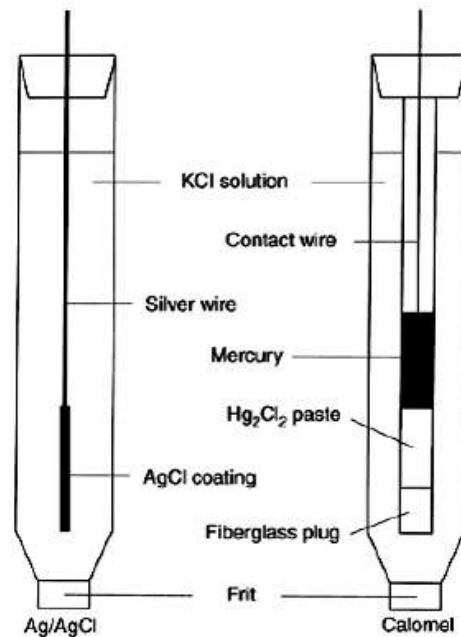 KCl solution
Contact wire
Silver wire
Mercury
Hg₂Cl₂ paste
AgCl coating
Fiberglass plug
Frit
Ag/AgCl
Calomel